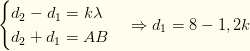 d₂ − d₁ = kλ
d₂ + d₁ = AB ⇒ d₁ = 8 − 1,2k